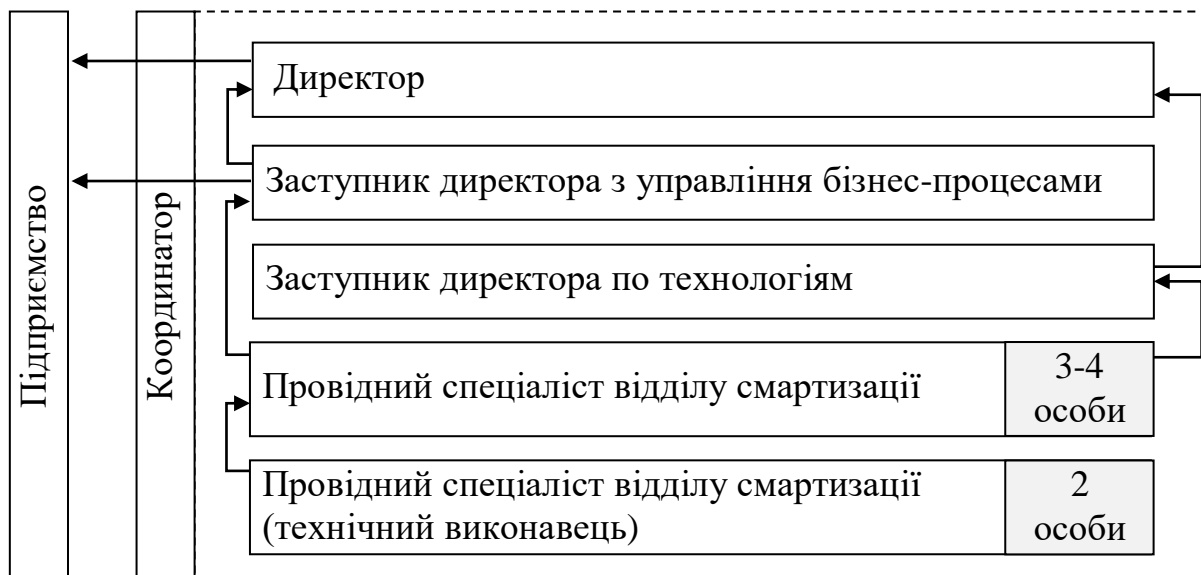 Підприємство
Координатор
Директор
Заступник директора з управління бізнес-процесами
Заступник директора по технологіям
Провідний спеціаліст відділу смартизації
3-4
особи
Провідний спеціаліст відділу смартизації
(технічний виконавець)
2
особи